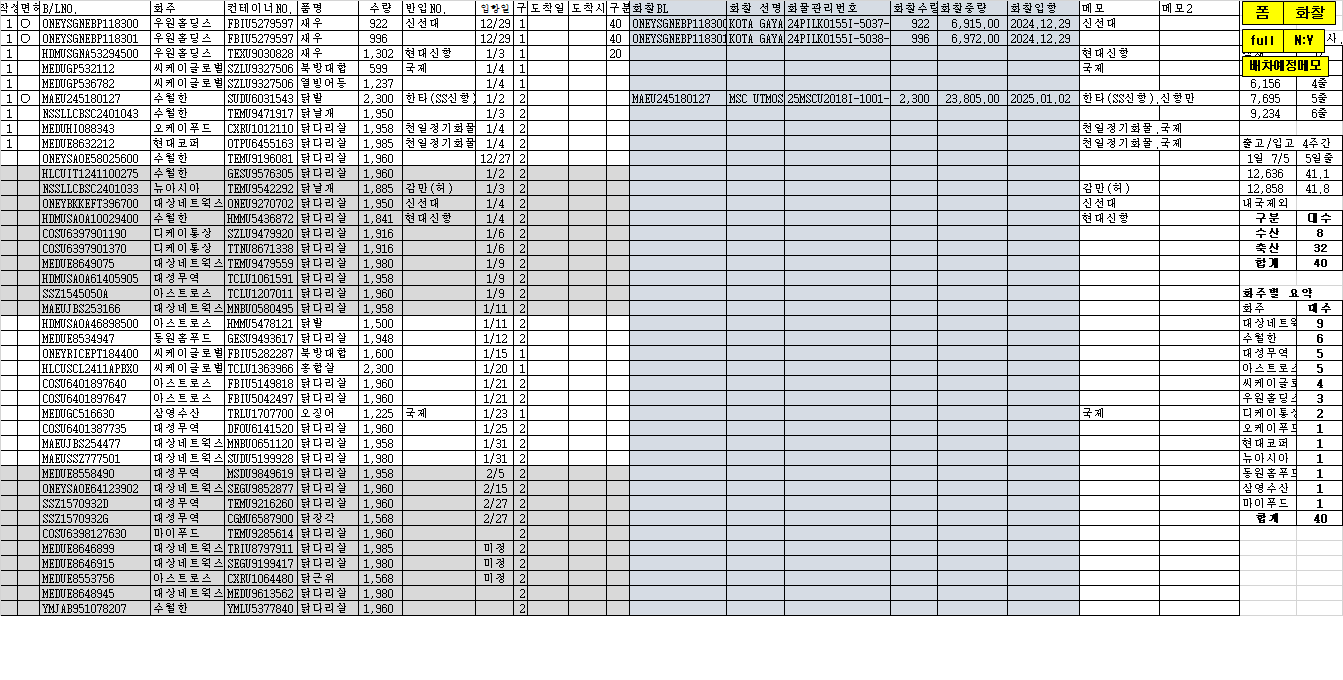 B/LNO. 화주 컨테이너NO. 품명 수량 반입NO. 입항일 구 도착일 도착시 구분 화찰BL 화찰 선명 화물관리번호 화찰수량 화찰중량 화찰입항 메모 메모2 폼 화찰
1 ○ ONEYSGNEBP118300 우원홀딩스 FBIU5279597 새우 922 신선대 12/29 1 40 ONEYSGNEBP118300 KOTA GAYA 24PILK0155I-5037- 922 6,915.00 2024.12.29 신선대
1 ○ ONEYSGNEBP118301 우원홀딩스 FBIU5279597 새우 996 12/29 1 40 ONEYSGNEBP118301 KOTA GAYA 24PILK0155I-5038- 996 6,972.00 2024.12.29 full N:Y
1 HDMUSGNA53294500 우원홀딩스 TEXU9030828 새우 1,302 현대신항 1/3 1 20 현대신항
1 MEDUGP532112 씨케이글로벌 SZLU9327506 북방대합 599 국제 1/4 1 국제 배차예정메모
1 MEDUGP536782 씨케이글로벌 SZLU9327506 열빙어등 1,237 1/4 1 6,156 4줄
1 ○ MAEU245180127 수월한 SUDU6031543 닭발 2,300 한타(SS신항) 1/2 2 MAEU245180127 MSC UTMOS 25MSCU2018I-1001- 2,300 23,805.00 2025.01.02 한타(SS신항). 신항만 7,695 5줄
1 NSSLLCBSC2401043 수월한 TEMU9471917 닭날개 1,950 1/3 2 9,234 6줄
1 MEDUHI088343 오케이푸드 CXRU1012110 닭다리살 1,958 천일정기화물 1/4 2 천일정기화물.국제
1 MEDUE8632212 현대코퍼 OTPU6455163 닭다리살 1,985 천일정기화물 1/4 2 천일정기화물.국제 출고/입고 4주간
ONEYSAOE58025600 수월한 TEMU9196081 닭다리살 1,960 12/27 2 1일 7/5 5일줄
HLCUIT1241100275 수월한 GESU9576305 닭다리살 1,960 1/2 2 12,636 41.1
NSSLLCBSC2401033 뉴아시아 TEMU9542292 닭날개 1,885 감만(허) 1/4 2 감만(허) 12,858 41.8
ONEYBKKEFT396700 대상네트웍스 ONEU9270702 닭다리살 1,950 신선대 1/4 2 신선대 내국제외
HDMUSAOA10029400 수월한 HMMU5436872 닭다리살 1,841 현대신항 1/4 2 현대신항 구분 대수
COSU6397901190 디케이통상 SZLU9479920 닭다리살 1,916 1/6 2 수산 8
COSU6397901370 디케이통상 TTNU8671338 닭다리살 1,916 1/6 2 축산 32
MEDUE8649075 대상네트웍스 TEMU9479559 닭다리살 1,980 1/9 2 합계 40
HDMUSAOA61405905 대성무역 TCLU1061591 닭다리살 1,958 1/9 2
SSZ1545050A 아스트로스 TCLU1207011 닭다리살 1,960 1/9 2 화주별 요약
MAEUJBS253166 대상네트웍스 MNBU0580495 닭다리살 1,958 1/11 2 화주 대수
HDMUSAOA46898500 아스트로스 HMMU5478121 닭발 1,500 1/11 2 대상네트웍 9
MEDUE8534947 동원홈푸드 GESU9493617 닭다리살 1,948 1/12 2 수월한 6
ONEYRICEPT184400 씨케이글로벌 FBIU5282287 북방대합 1,600 1/15 1 대성무역 5
HLCUSCL2411APBX0 씨케이글로벌 TCLU1363966 홍합살 2,300 1/20 1 아스트로스 5
COSU6401897640 아스트로스 FBIU5149818 닭다리살 1,960 1/21 2 씨케이글로 4
COSU6401897647 아스트로스 FBIU5042497 닭다리살 1,960 1/21 2 우원홀딩스 3
MEDUGC516630 삼영수산 TRLU1707700 오징어 1,225 국제 1/23 1 국제 디케이통상 2
COSU6401387735 대성무역 DFOU6141520 닭다리살 1,960 1/25 2 오케이푸드 1
MAEUJBS254477 대상네트웍스 MNBU0651120 닭다리살 1,958 1/31 2 현대코퍼 1
MAEUSSZ777501 대상네트웍스 SUDU5199928 닭다리살 1,980 1/31 2 뉴아시아 1
MEDUE8558490 대성무역 MSDU9849619 닭다리살 1,958 2/5 2 동원홈푸드 1
ONEYSAOE64123902 대상네트웍스 SEGU9852877 닭다리살 1,960 2/15 2 삼영수산 1
SSZ1570932D 대성무역 TEMU9216260 닭다리살 1,960 2/27 2 마이푸드 1
SSZ1570932G 대성무역 CGMU6587900 닭장각 1,568 2/27 2 합계 40
COSU6398127630 마이푸드 TEMU9285614 닭다리살 1,960 2
MEDUE8646899 대상네트웍스 TRIU8797911 닭다리살 1,985 미정 2
MEDUE8646915 대상네트웍스 SEGU9199417 닭다리살 1,980 미정 2
MEDUE8553756 아스트로스 CXRU1064480 닭근위 1,568 미정 2
MEDUE8648945 대상네트웍스 MEDU9613562 닭다리살 1,980 2
YMJAB951078207 수월한 YMLU5377840 닭다리살 1,960 2